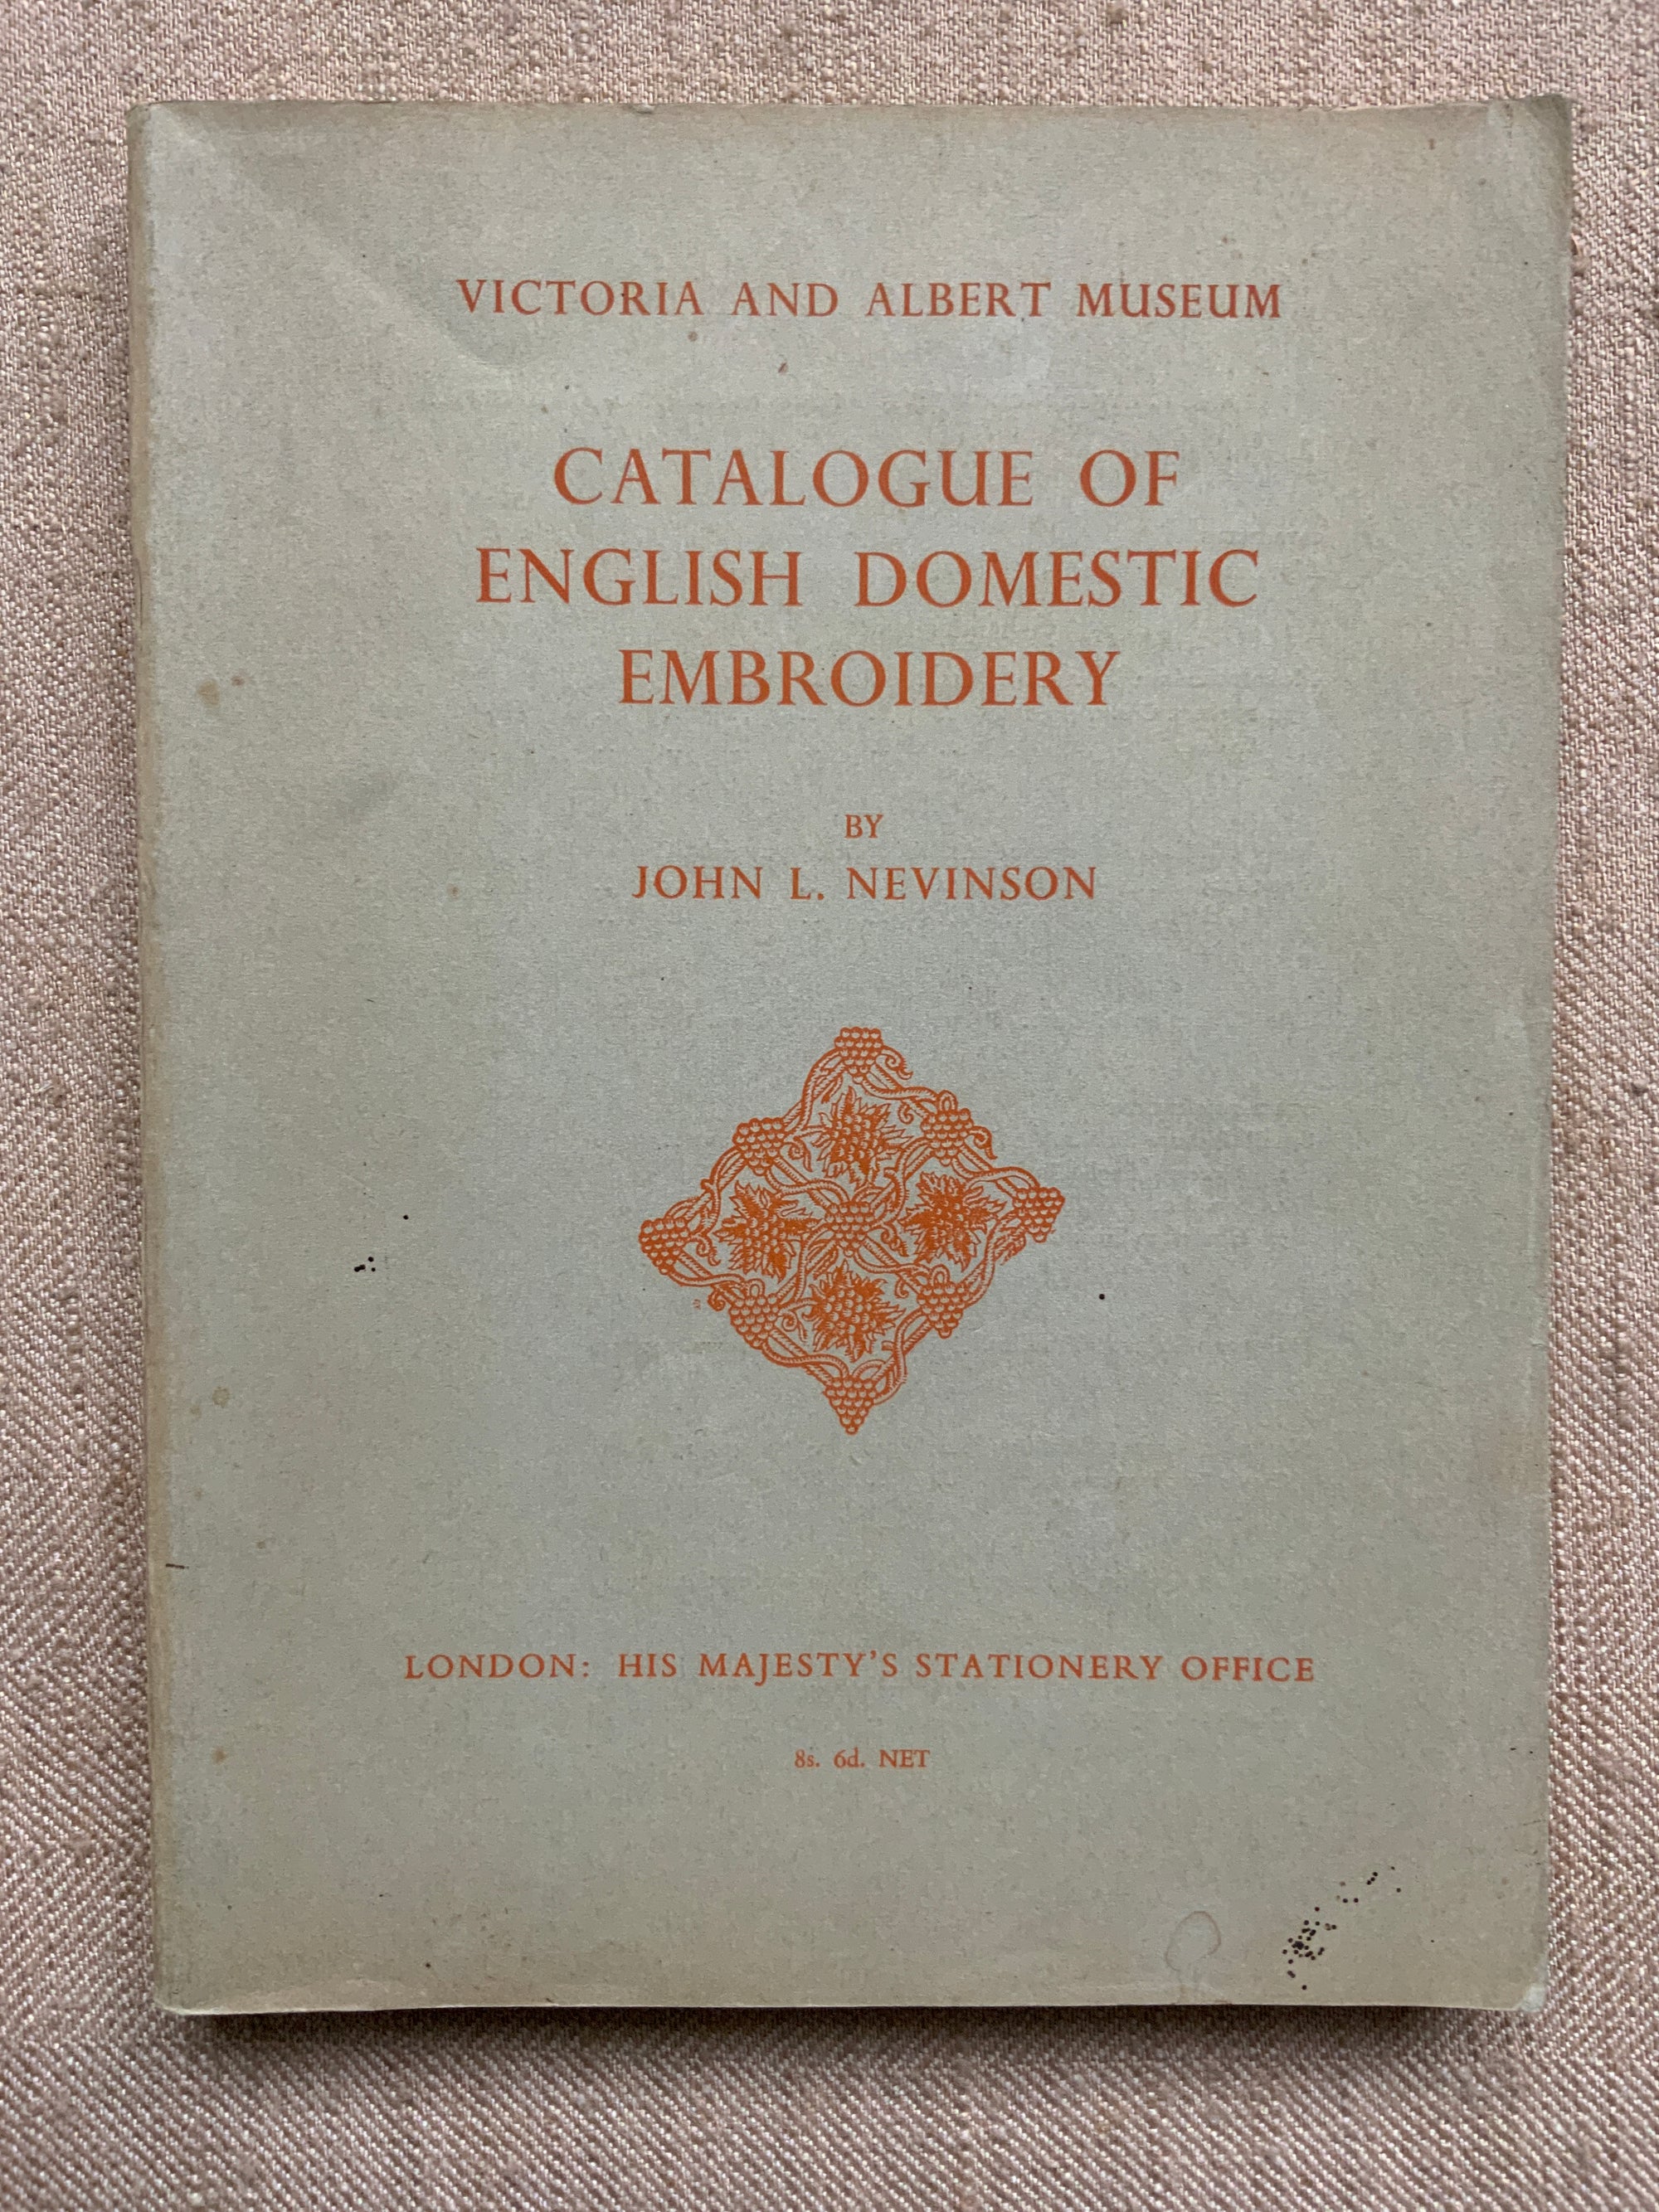 VICTORIA AND ALBERT MUSEUM
CATALOGUE OF
ENGLISH DOMESTIC
EMBROIDERY
BY
JOHN L. NEVINSON
LONDON: HIS MAJESTY'S STATIONERY OFFICE
8s. 6d. NET